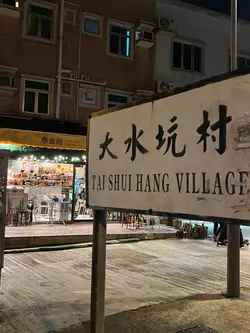 大水坑村
TAI SHUI HANG VILLAGE